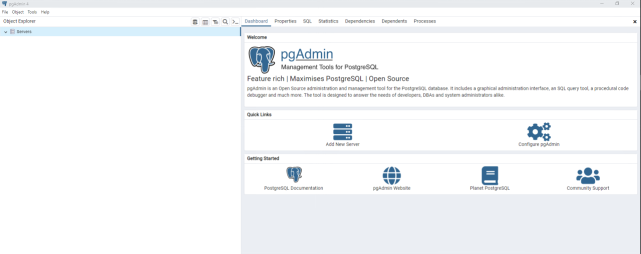 pgAdmin 4
File Object Tools Help
Object Explorer
Dashboard Properties SQL Statistics Dependencies Dependents Processes
Servers
Welcome
pgAdmin
Management Tools for PostgreSQL
Feature rich | Maximises PostgreSQL | Open Source
pgAdmin is an Open Source administration and management tool for the PostgreSQL database. It includes a graphical administration interface, an SQL query tool, a procedural code
debugger and much more. The tool is designed to answer the needs of developers, DBAs and system administrators alike.
Quick Links
Add New Server
Configure pgAdmin
Getting Started
PostgreSQL Documentation
pgAdmin Website
Planet PostgreSQL
Community Support